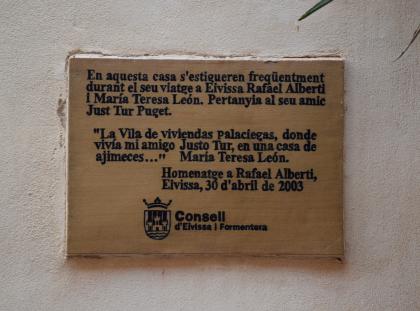 En aquesta casa s'estigueren freqüentment
durant el seu viatge a Eivissa Rafael Alberti
i María Teresa León. Pertanyia al seu amic
Just Tur Puget.
"La Vila de viviendas palaciegas, donde
vivía mi amigo Justo Tur, en una casa de
ajimeces..." María Teresa León.
Homenatge a Rafael Alberti,
Eivissa, 30 d'abril de 2003
Consell
d'Eivissa i Formentera